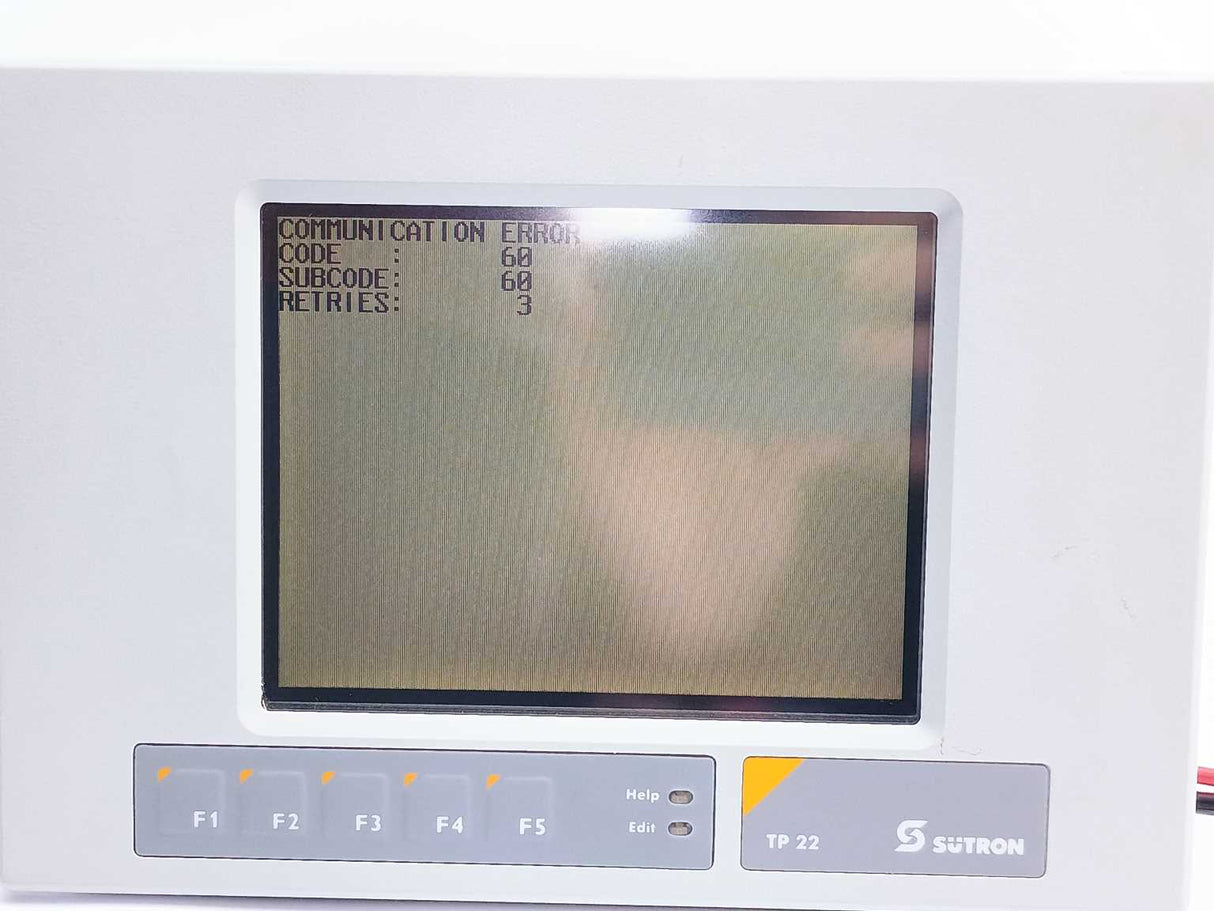 COMMUNICATION ERROR
CODE : 60
SUBCODE: 60
RETRIES: 3
F1 F2 F3 F4 F5
Help
Edit
TP 22
SÜTRON